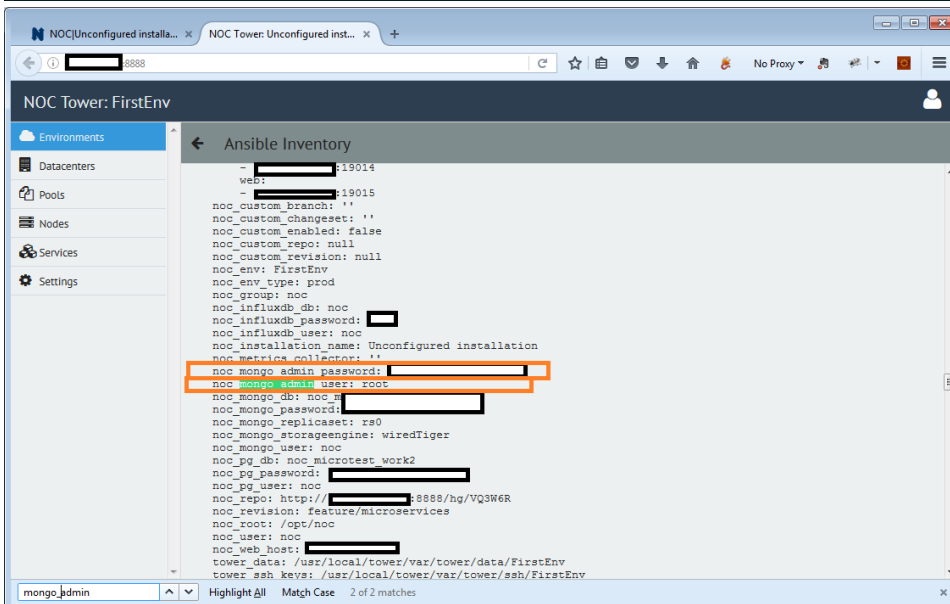 NOC|Unconfigured installa... ×
NOC Tower: Unconfigured inst... ×
+
:8888
No Proxy
NOC Tower: FirstEnv
Environments
Datacenters
Pools
Nodes
Services
Settings
Ansible Inventory
- :19014
web:
- :19015
noc_custom_branch: ''
noc_custom_changeset: ''
noc_custom_enabled: false
noc_custom_repo: null
noc_custom_revision: null
noc_env: FirstEnv
noc_env_type: prod
noc_group: noc
noc_influxdb_db: noc
noc_influxdb_password:
noc_influxdb_user: noc
noc_installation_name: Unconfigured installation
noc_metrics_collector: ''
noc_mongo_admin_password:
noc_mongo_admin_user: root
noc_mongo_db: noc_m
noc_mongo_password:
noc_mongo_replicaset: rs0
noc_mongo_storageengine: wiredTiger
noc_mongo_user: noc
noc_pg_db: noc_microtest_work2
noc_pg_password:
noc_pg_user: noc
noc_repo: http:// :8888/hg/VQ3W6R
noc_revision: feature/microservices
noc_root: /opt/noc
noc_user: noc
noc_web_host:
tower_data: /usr/local/tower/var/tower/data/FirstEnv
tower_ssh_keys: /usr/local/tower/var/tower/ssh/FirstEnv
mongo_admin
Highlight All
Match Case
2 of 2 matches